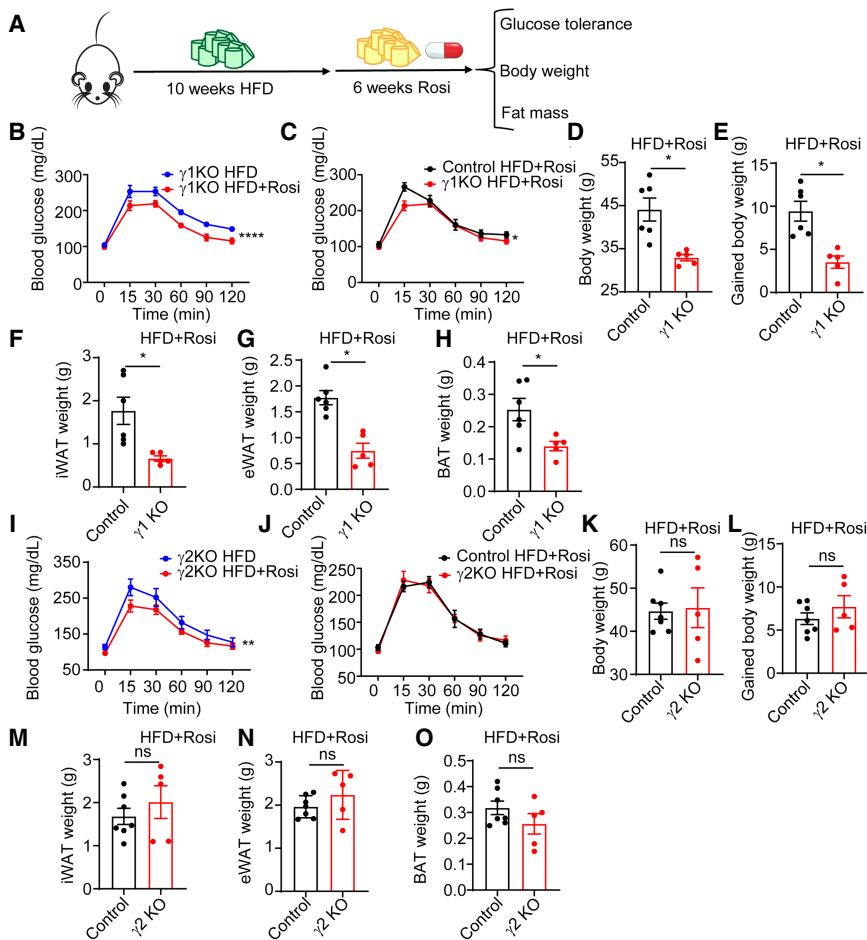 A
10 weeks HFD
6 weeks Rosi
Glucose tolerance
Body weight
Fat mass
B
Blood glucose (mg/dL)
300
200
100
0
0 15 30 60 90 120
Time (min)
γ1KO HFD
γ1KO HFD+Rosi
****
C
Blood glucose (mg/dL)
300
200
100
0
0 15 30 60 90 120
Time (min)
Control HFD+Rosi
γ1KO HFD+Rosi
*
D
HFD+Rosi
*
Body weight (g)
55
45
35
25
Control
γ1 KO
E
HFD+Rosi
*
Gained body weight (g)
15
10
5
0
Control
γ1 KO
F
HFD+Rosi
*
iWAT weight (g)
3
2
1
0
Control
γ1 KO
G
HFD+Rosi
*
eWAT weight (g)
2.5
2.0
1.5
1.0
0.5
0.0
Control
γ1 KO
H
HFD+Rosi
*
BAT weight (g)
0.4
0.3
0.2
0.1
0.0
Control
γ1 KO
I
Blood glucose (mg/dL)
350
250
150
50
0 15 30 60 90 120
Time (min)
γ2KO HFD
γ2KO HFD+Rosi
**
J
Blood glucose (mg/dL)
250
200
150
100
50
0 15 30 60 90 120
Time (min)
Control HFD+Rosi
γ2KO HFD+Rosi
K
HFD+Rosi
ns
Body weight (g)
60
50
40
30
Control
γ2 KO
L
HFD+Rosi
ns
Gained body weight (g)
15
10
5
0
Control
γ2 KO
M
HFD+Rosi
ns
iWAT weight (g)
3
2
1
0
Control
γ2 KO
N
HFD+Rosi
ns
eWAT weight (g)
3
2
1
0
Control
γ2 KO
O
HFD+Rosi
ns
BAT weight (g)
0.5
0.4
0.3
0.2
0.1
0.0
Control
γ2 KO